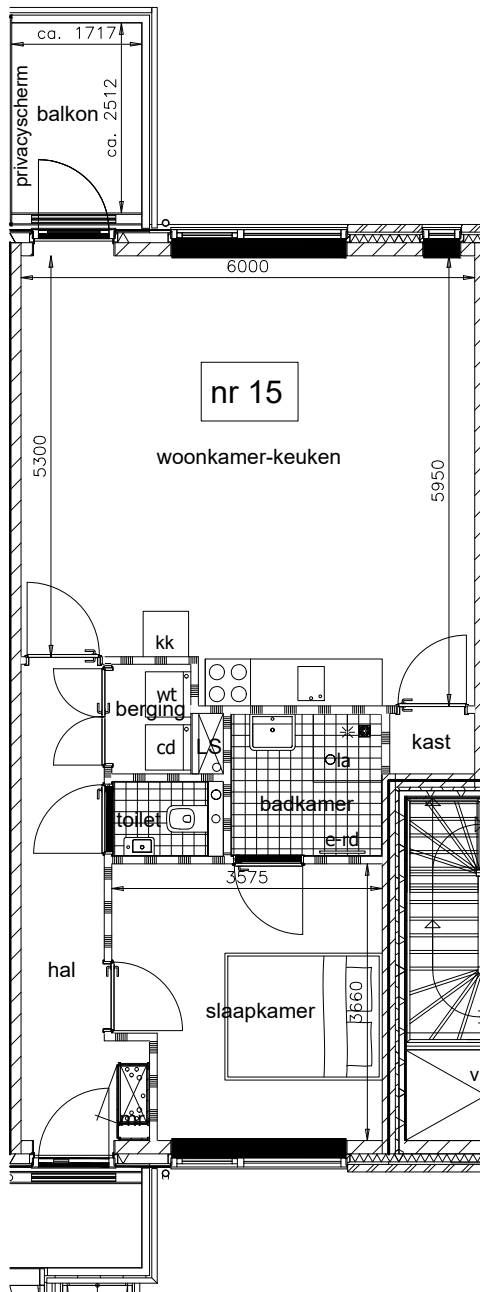 ca. 1717
privacyscherm
balkon
ca. 2512
6000
nr 15
5300
woonkamer-keuken
5950
kk
wt
berging
cd
LS
kast
la
badkamer
toilet
e-rd
3575
hal
slaapkamer
3660
v